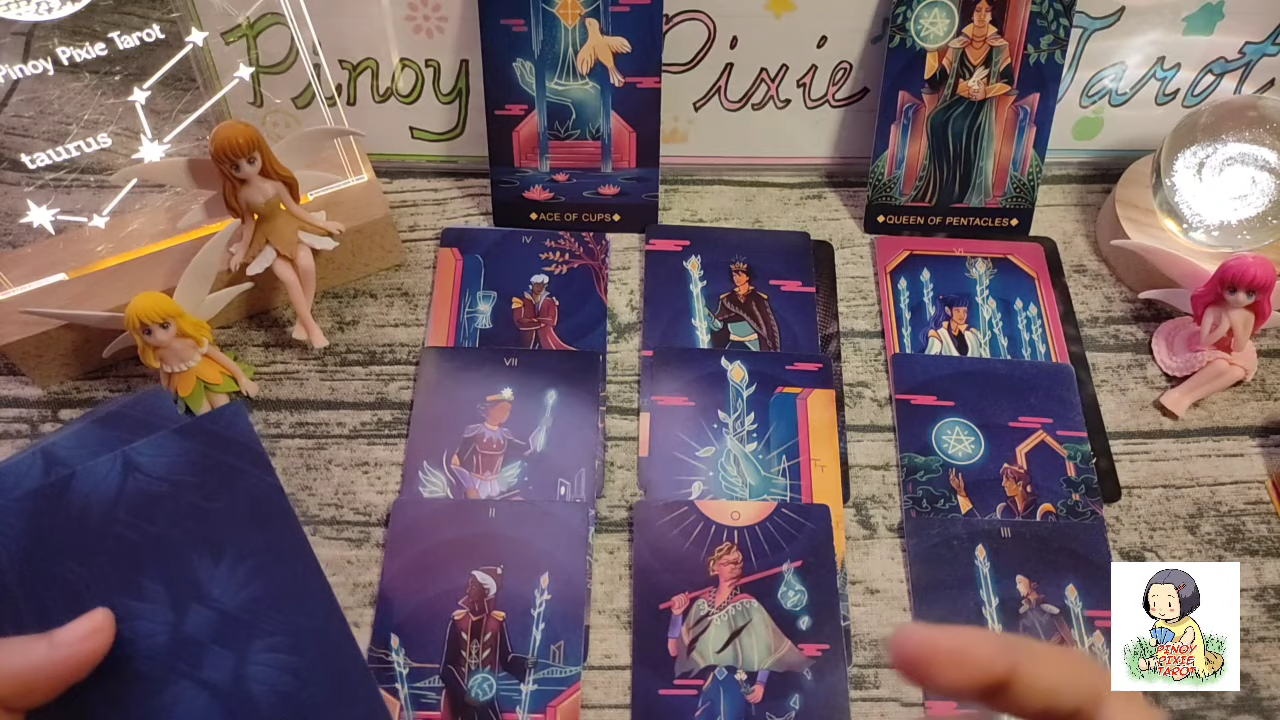 Pinoy Pixie Tarot
taurus
Pinoy Pixie Tarot
◆ACE OF CUPS◆
◆QUEEN OF PENTACLES◆
IV
VI
VII
II
III
PINOY
PIXIE
TAROT